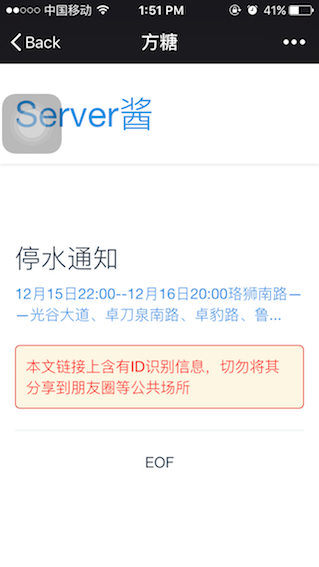 中国移动 1:51 PM 41%
Back 方糖
Server酱
停水通知
12月15日22:00--12月16日20:00珞狮南路—
—光谷大道、卓刀泉南路、卓豹路、鲁...
本文链接上含有ID识别信息，切勿将其
分享到朋友圈等公共场所
EOF